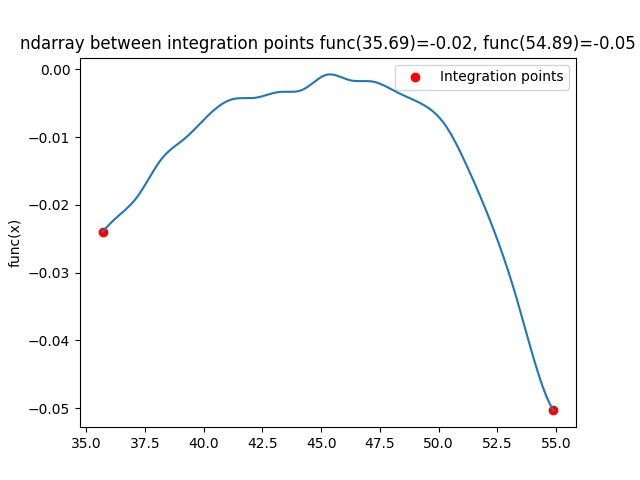 ndarray between integration points func(35.69)=-0.02, func(54.89)=-0.05
Integration points
func(x)
0.00
−0.01
−0.02
−0.03
−0.04
−0.05
35.0 37.5 40.0 42.5 45.0 47.5 50.0 52.5 55.0